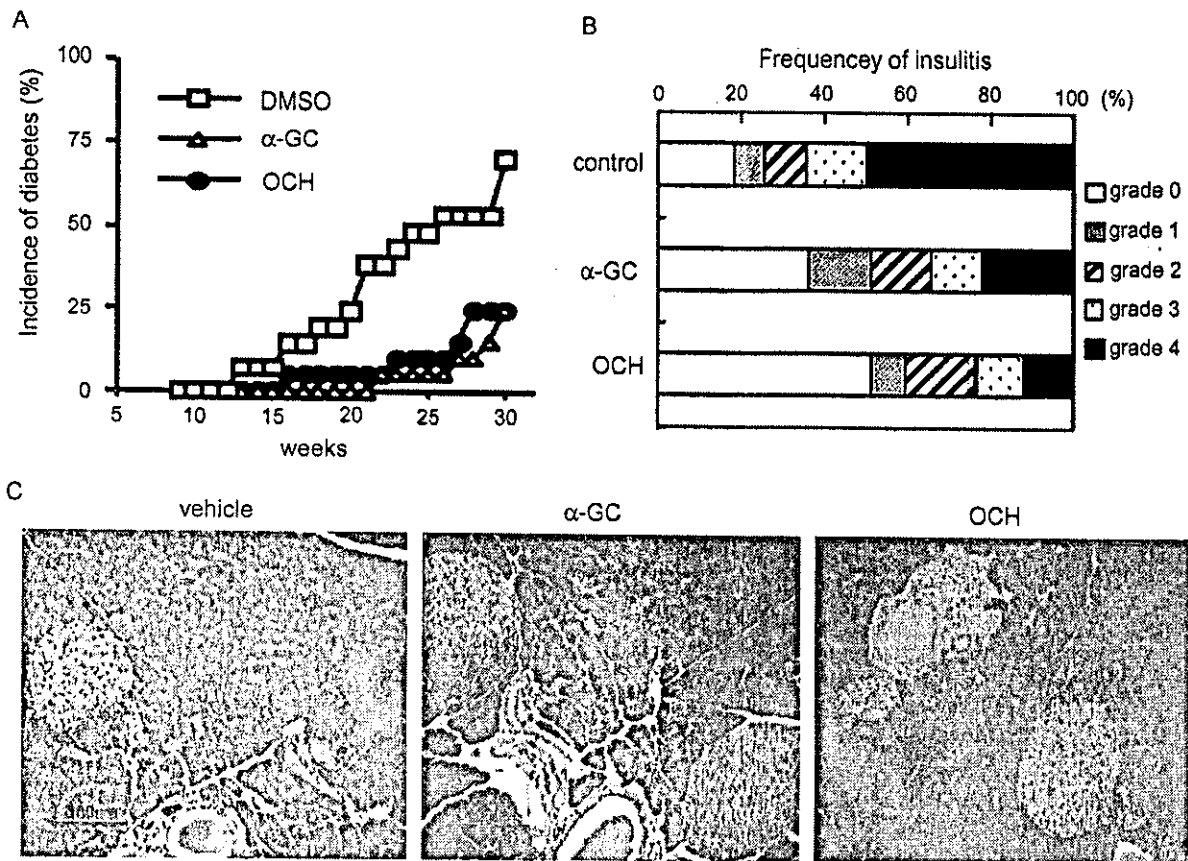 A
100
75
50
25
0
Incidence of diabetes (%)
DMSO
α-GC
OCH
5 10 15 20 25 30
weeks
B
Frequencey of insulitis
0 20 40 60 80 100 (%)
control
α-GC
OCH
grade 0
grade 1
grade 2
grade 3
grade 4
C
vehicle
α-GC
OCH